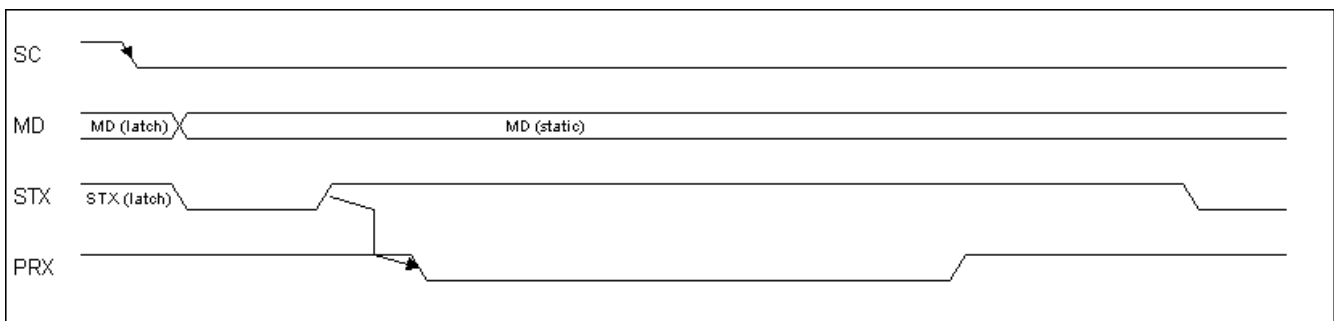 SC
MD MD (latch) MD (static)
STX STX (latch)
PRX